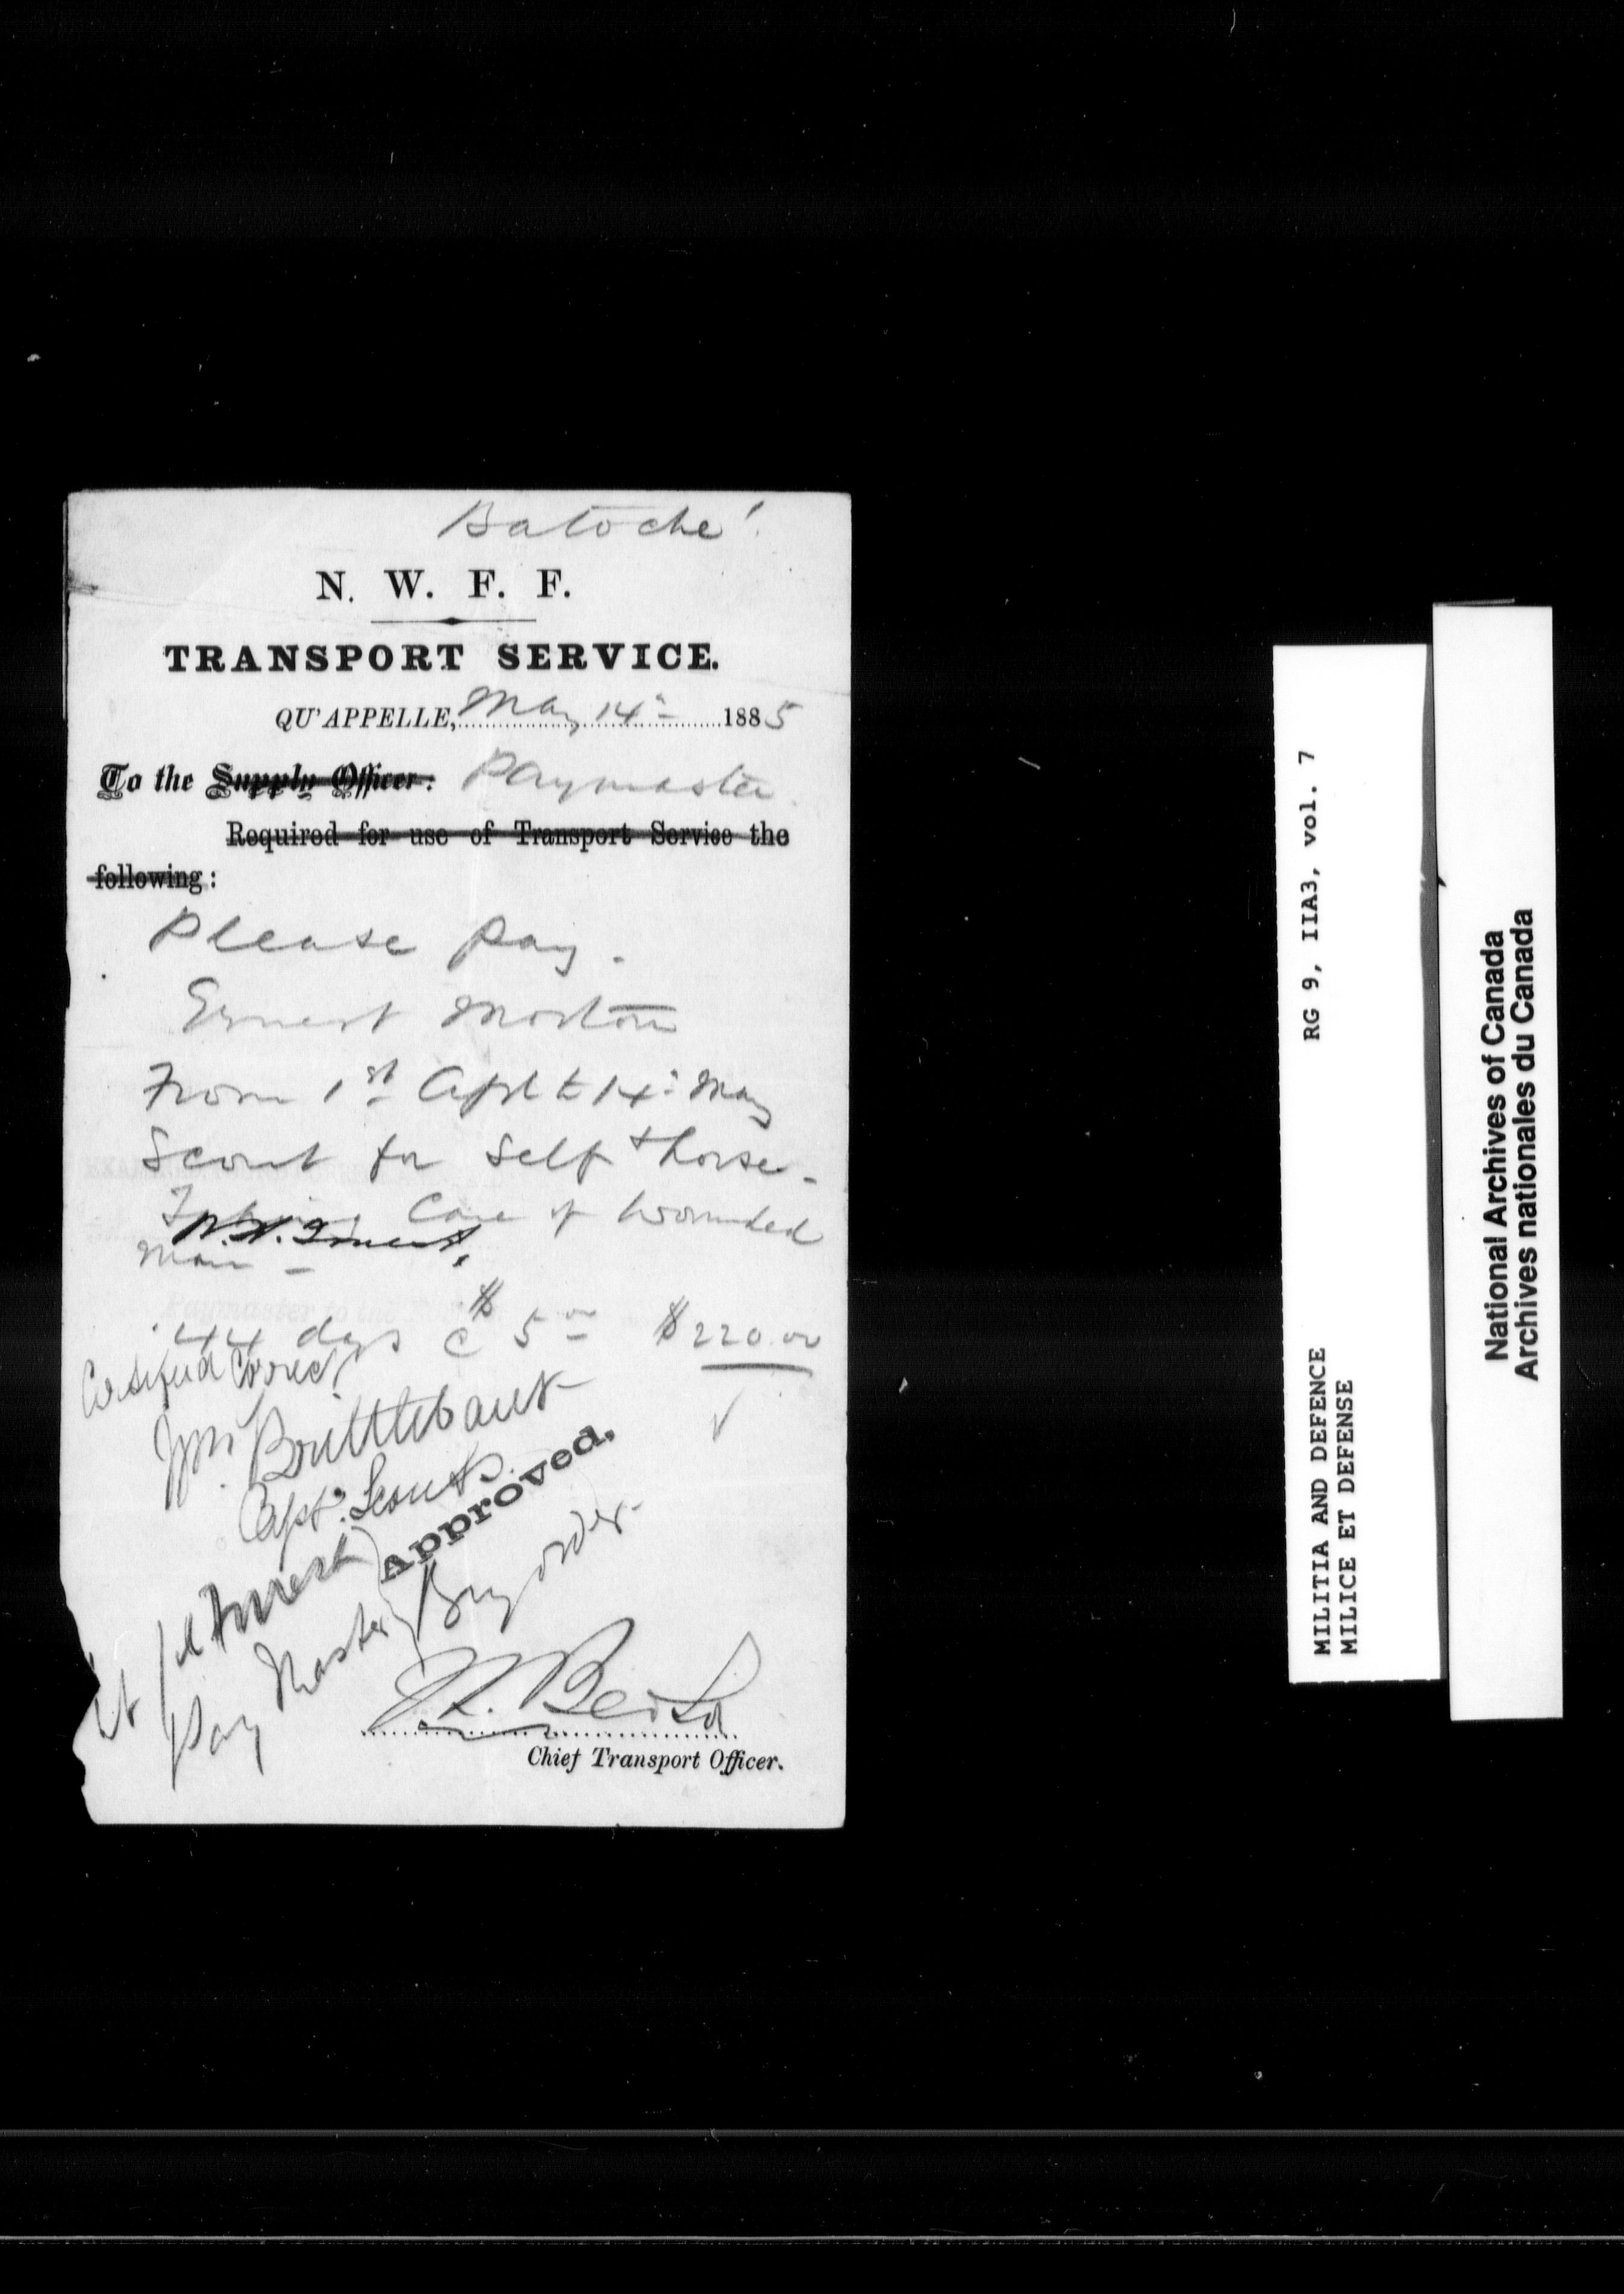 Batoche'
N. W. F. F.
TRANSPORT SERVICE.
QU'APPELLE, May 14th 1885
To the Supply Officer: Paymaster
Required for use of Transport Service the
following:
Please Pay.
Ernest Morton
From 1st Apl to 14th May
Scout for Self & horse -
Taking Care of Wounded
man -
44 days @ $5.00 $220.00
Certified Correct
Capt. Scouts.
Approved,
Pay Master
Chief Transport Officer.
RG 9, IIA3, vol. 7
MILITIA AND DEFENCE
MILICE ET DEFENSE
National Archives of Canada
Archives nationales du Canada